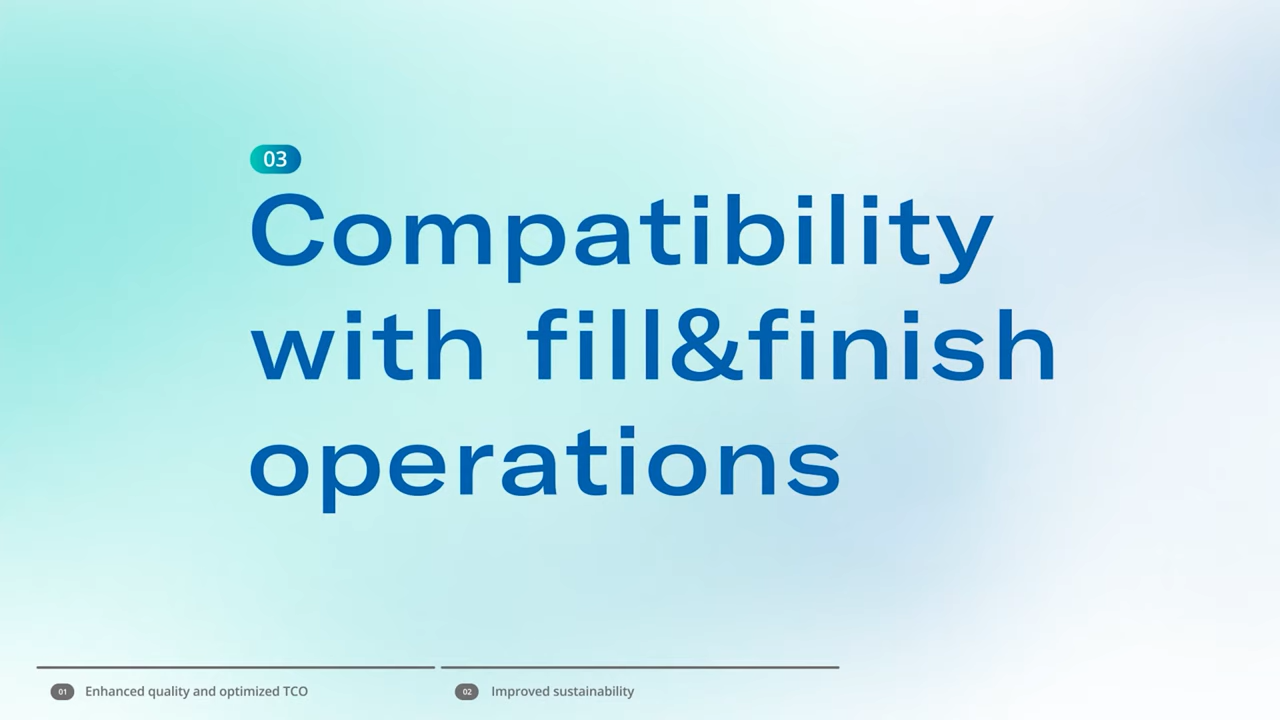 03
Compatibility
with fill&finish
operations
01 Enhanced quality and optimized TCO
02 Improved sustainability